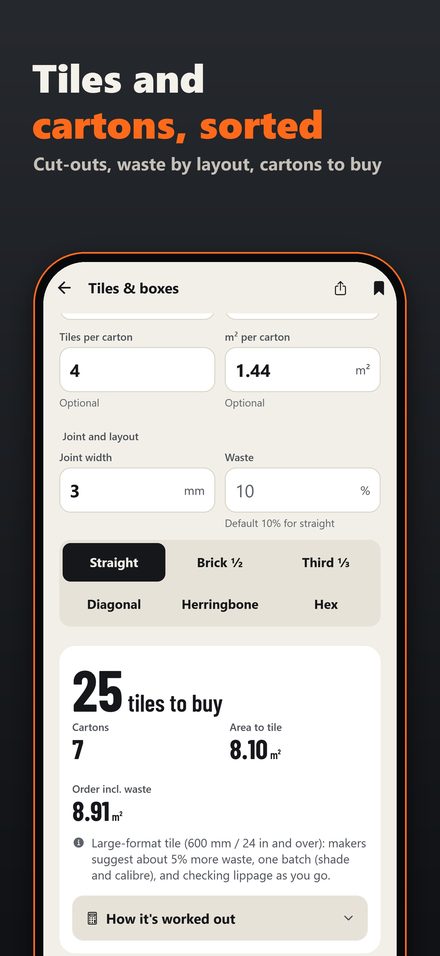 Tiles and
cartons, sorted
Cut-outs, waste by layout, cartons to buy
Tiles & boxes
Tiles per carton
m² per carton
4
1.44 m²
Optional
Optional
Joint and layout
Joint width
Waste
3 mm
10 %
Default 10% for straight
Straight
Brick ½
Third ⅓
Diagonal
Herringbone
Hex
25 tiles to buy
Cartons
Area to tile
7
8.10 m²
Order incl. waste
8.91 m²
Large-format tile (600 mm / 24 in and over): makers
suggest about 5% more waste, one batch (shade
and calibre), and checking lippage as you go.
How it's worked out